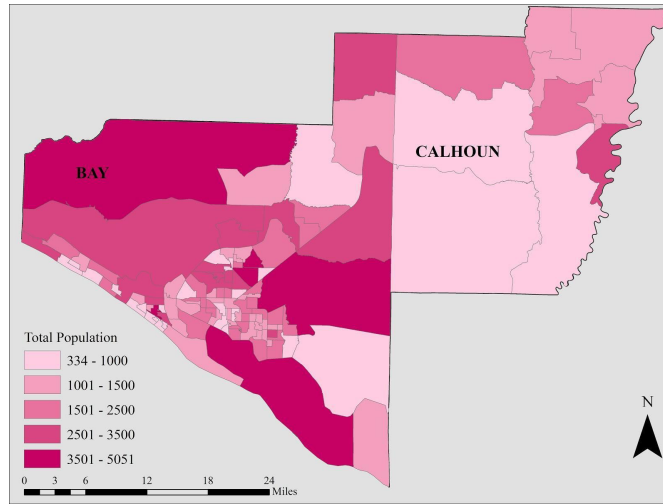 BAY
CALHOUN
Total Population
334 - 1000
1001 - 1500
1501 - 2500
2501 - 3500
3501 - 5051
N
0 3 6 12 18 24
Miles